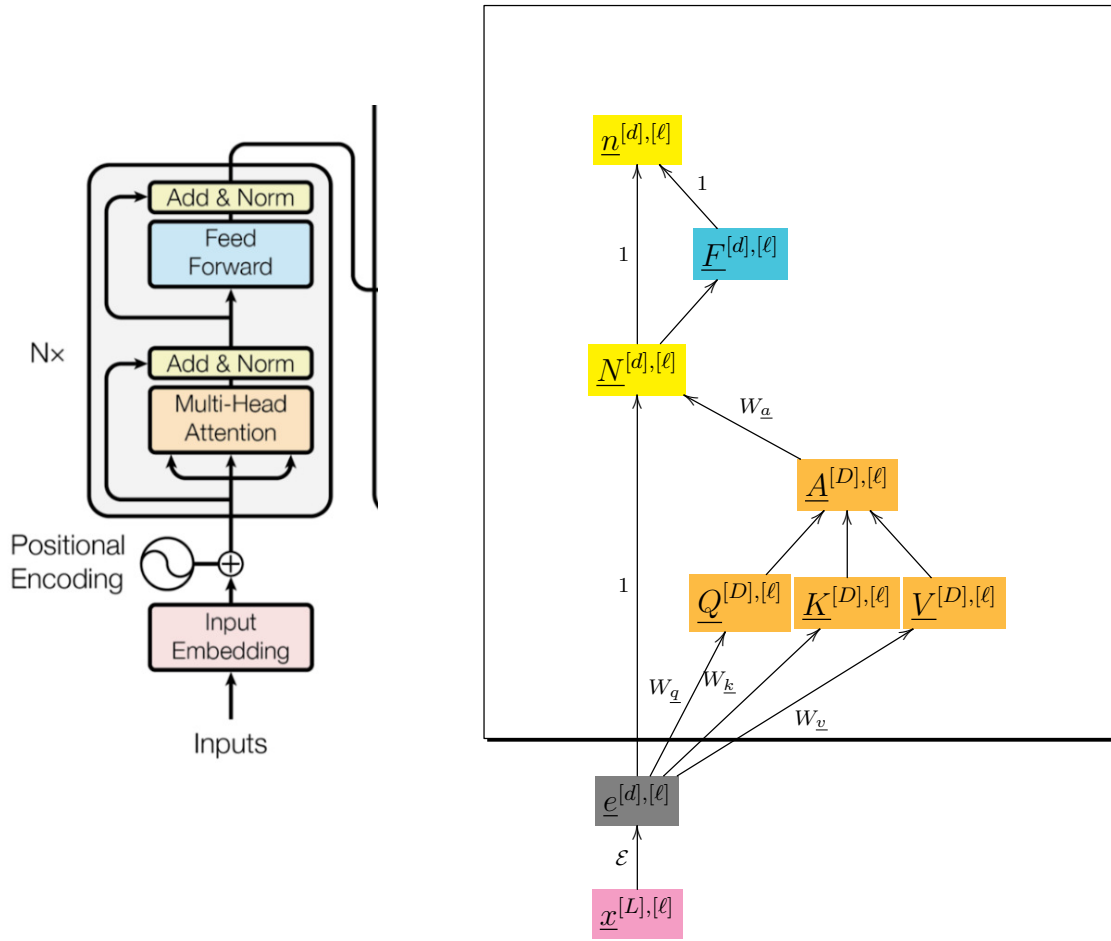 Add & Norm
Feed
Forward
N×
Add & Norm
Multi-Head
Attention
Positional
Encoding
Input
Embedding
Inputs
n^{[d],[ℓ]}
1
1
F^{[d],[ℓ]}
N^{[d],[ℓ]}
W_a
A^{[D],[ℓ]}
1
Q^{[D],[ℓ]} K^{[D],[ℓ]} V^{[D],[ℓ]}
W_q W_k W_v
e^{[d],[ℓ]}
ℰ
x^{[L],[ℓ]}